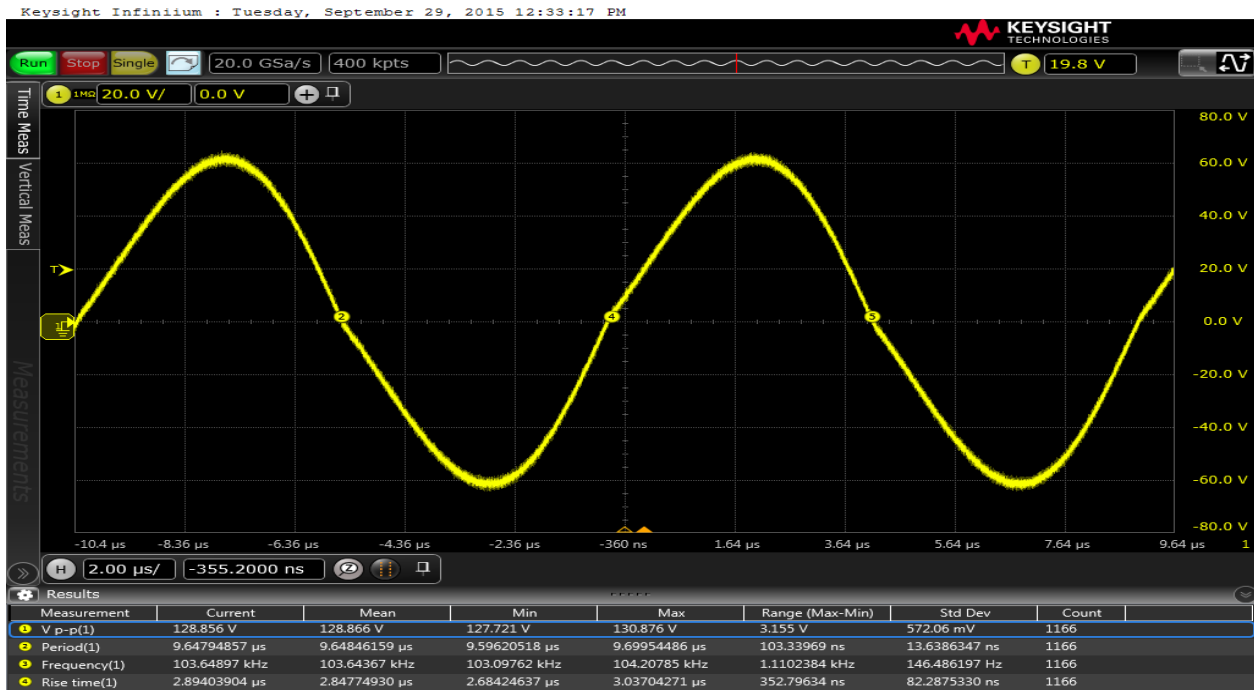 Keysight Infiniium : Tuesday, September 29, 2015 12:33:17 PM
KEYSIGHT
TECHNOLOGIES
Run Stop Single 20.0 GSa/s 400 kpts T 19.8 V
1 1MΩ 20.0 V/ 0.0 V +
Time Meas
Vertical Meas
Measurements
80.0 V
60.0 V
40.0 V
T 20.0 V
2 4 5
1 0.0 V
-20.0 V
-40.0 V
-60.0 V
-80.0 V
-10.4 µs -8.36 µs -6.36 µs -4.36 µs -2.36 µs -360 ns 1.64 µs 3.64 µs 5.64 µs 7.64 µs 9.64 µs 1
H 2.00 µs/ -355.2000 ns
Results
Measurement Current Mean Min Max Range (Max-Min) Std Dev Count
1 V p-p(1) 128.856 V 128.866 V 127.721 V 130.876 V 3.155 V 572.06 mV 1166
2 Period(1) 9.64794857 µs 9.64846159 µs 9.59620518 µs 9.69954486 µs 103.33969 ns 13.6386347 ns 1166
3 Frequency(1) 103.64897 kHz 103.64367 kHz 103.09762 kHz 104.20785 kHz 1.1102384 kHz 146.486197 Hz 1166
4 Rise time(1) 2.89403904 µs 2.84774930 µs 2.68424637 µs 3.03704271 µs 352.79634 ns 82.2875330 ns 1166